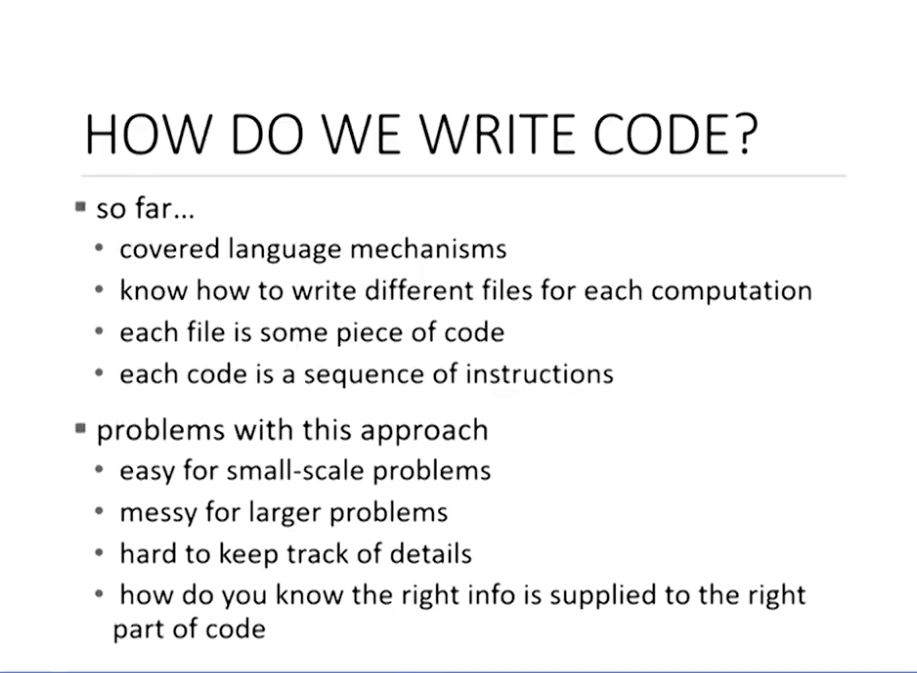 HOW DO WE WRITE CODE?
▪ so far...
• covered language mechanisms
• know how to write different files for each computation
• each file is some piece of code
• each code is a sequence of instructions
▪ problems with this approach
• easy for small-scale problems
• messy for larger problems
• hard to keep track of details
• how do you know the right info is supplied to the right
part of code